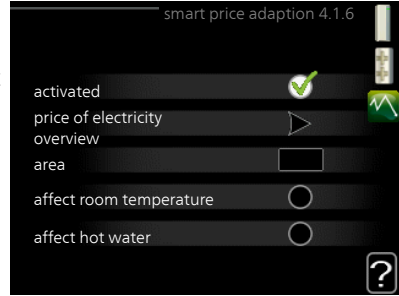 smart price adaption 4.1.6
activated
price of electricity
overview
area
affect room temperature
affect hot water
?